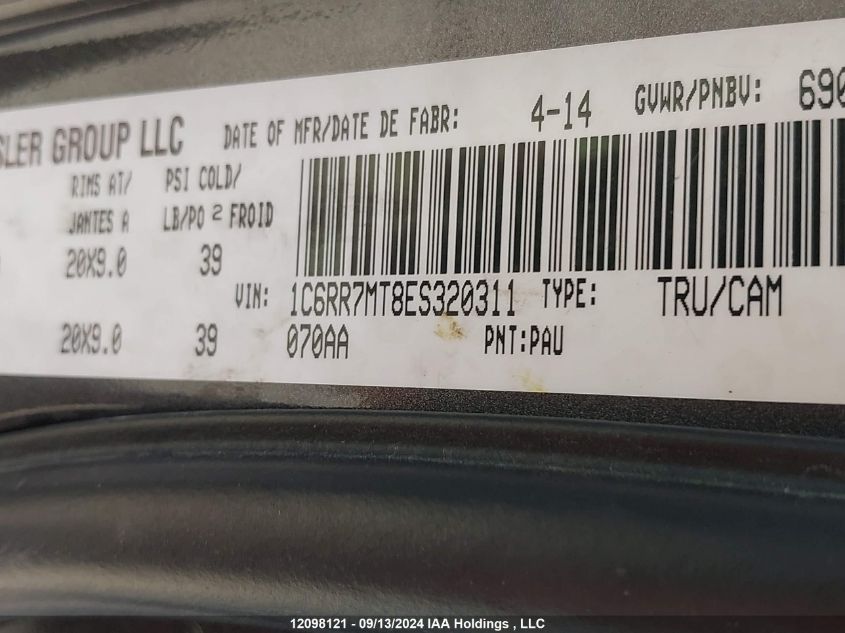 SLER GROUP LLC DATE OF MFR/DATE DE FABR: 4-14 GVWR/PNBV: 690
RIMS AT/ PSI COLD/
JANTES A LB/PO 2 FROID
20X9.0 39
VIN: 1C6RR7MT8ES320311 TYPE: TRU/CAM
20X9.0 39 070AA PNT:PAU
12098121 - 09/13/2024 IAA Holdings , LLC